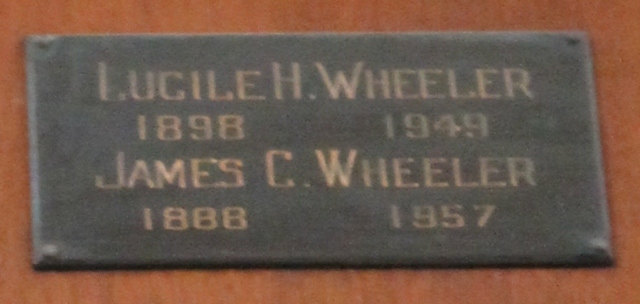 LUCILE H. WHEELER
1898 1949
JAMES C. WHEELER
1888 1957